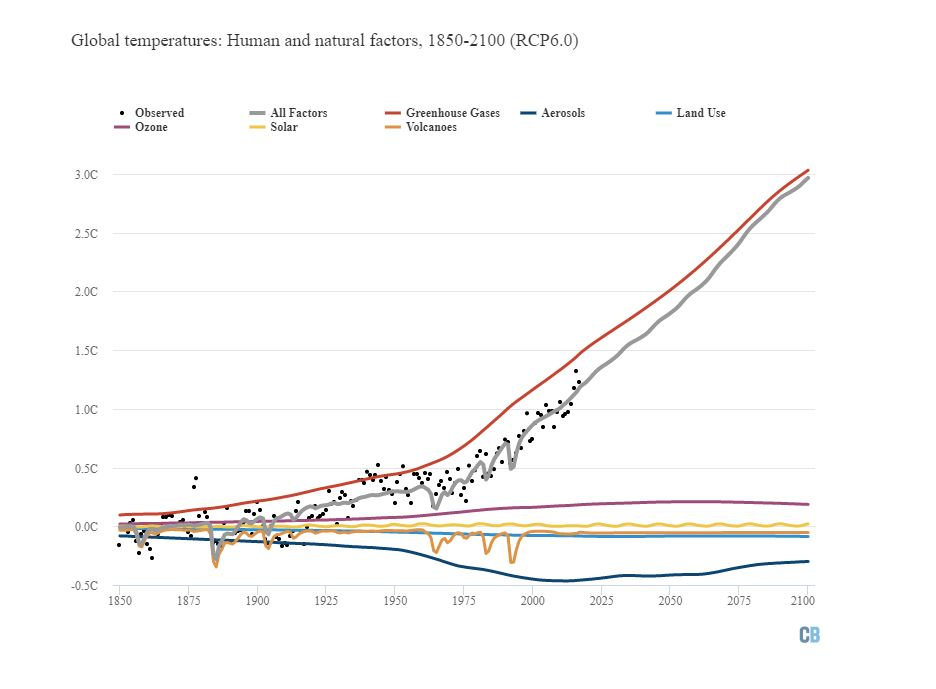 Global temperatures: Human and natural factors, 1850-2100 (RCP6.0)
Observed All Factors Greenhouse Gases Aerosols Land Use
Ozone Solar Volcanoes
3.0C
2.5C
2.0C
1.5C
1.0C
0.5C
0.0C
-0.5C
1850 1875 1900 1925 1950 1975 2000 2025 2050 2075 2100
CB